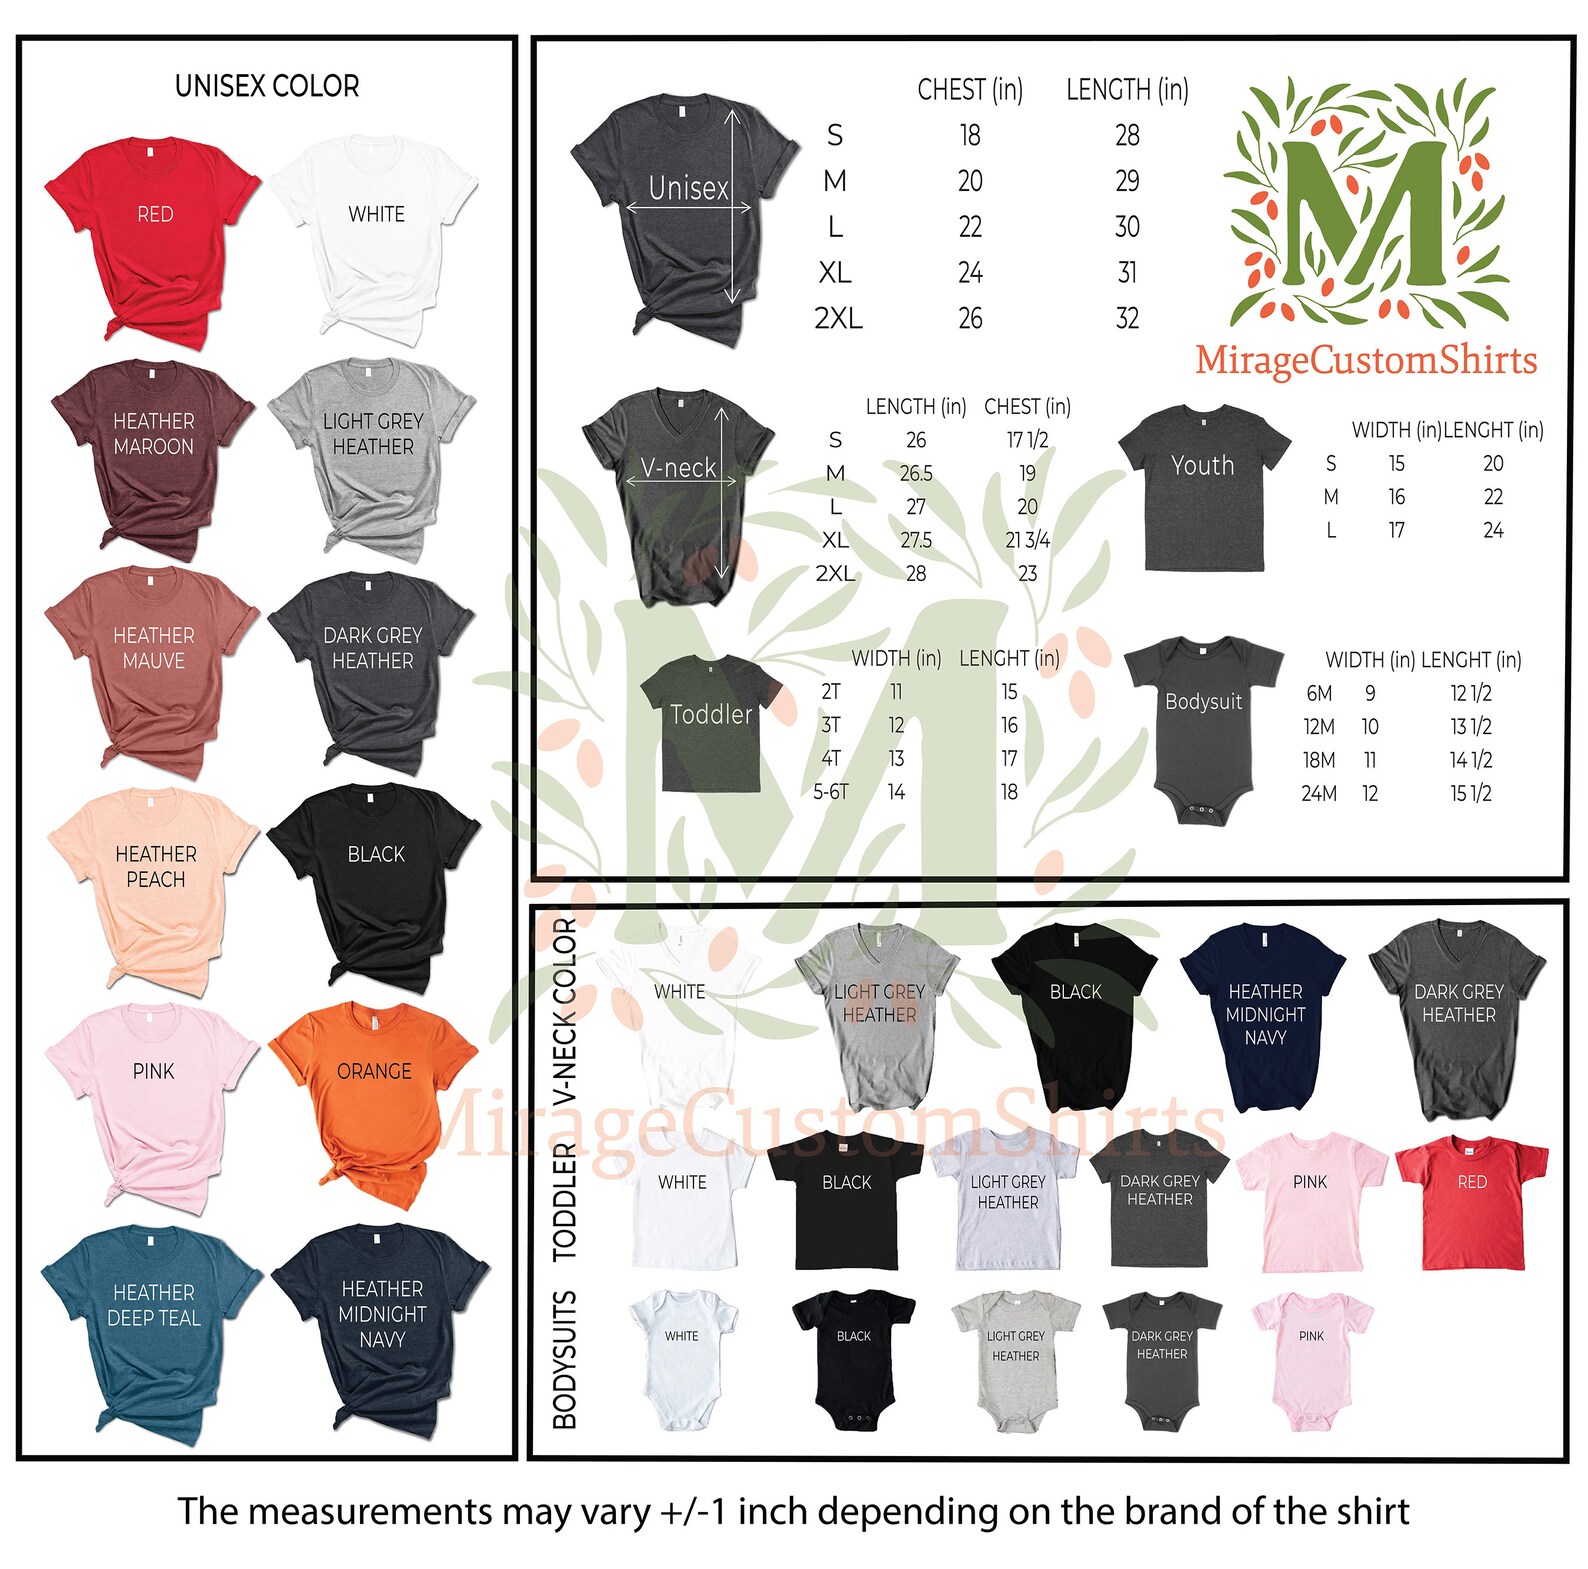 UNISEX COLOR
RED
WHITE
HEATHER
MAROON
LIGHT GREY
HEATHER
HEATHER
MAUVE
DARK GREY
HEATHER
HEATHER
PEACH
BLACK
PINK
ORANGE
HEATHER
DEEP TEAL
HEATHER
MIDNIGHT
NAVY
Unisex
CHEST (in) LENGTH (in)
S 18 28
M 20 29
L 22 30
XL 24 31
2XL 26 32
M
MirageCustomShirts
V-neck
LENGTH (in) CHEST (in)
S 26 17 1/2
M 26.5 19
L 27 20
XL 27.5 21 3/4
2XL 28 23
Youth
WIDTH (in) LENGHT (in)
S 15 20
M 16 22
L 17 24
Toddler
WIDTH (in) LENGHT (in)
2T 11 15
3T 12 16
4T 13 17
5-6T 14 18
Bodysuit
WIDTH (in) LENGHT (in)
6M 9 12 1/2
12M 10 13 1/2
18M 11 14 1/2
24M 12 15 1/2
M
MirageCustomShirts
V-NECK COLOR
WHITE
LIGHT GREY
HEATHER
BLACK
HEATHER
MIDNIGHT
NAVY
DARK GREY
HEATHER
TODDLER
WHITE
BLACK
LIGHT GREY
HEATHER
DARK GREY
HEATHER
PINK
RED
BODYSUITS
WHITE
BLACK
LIGHT GREY
HEATHER
DARK GREY
HEATHER
PINK
The measurements may vary +/-1 inch depending on the brand of the shirt